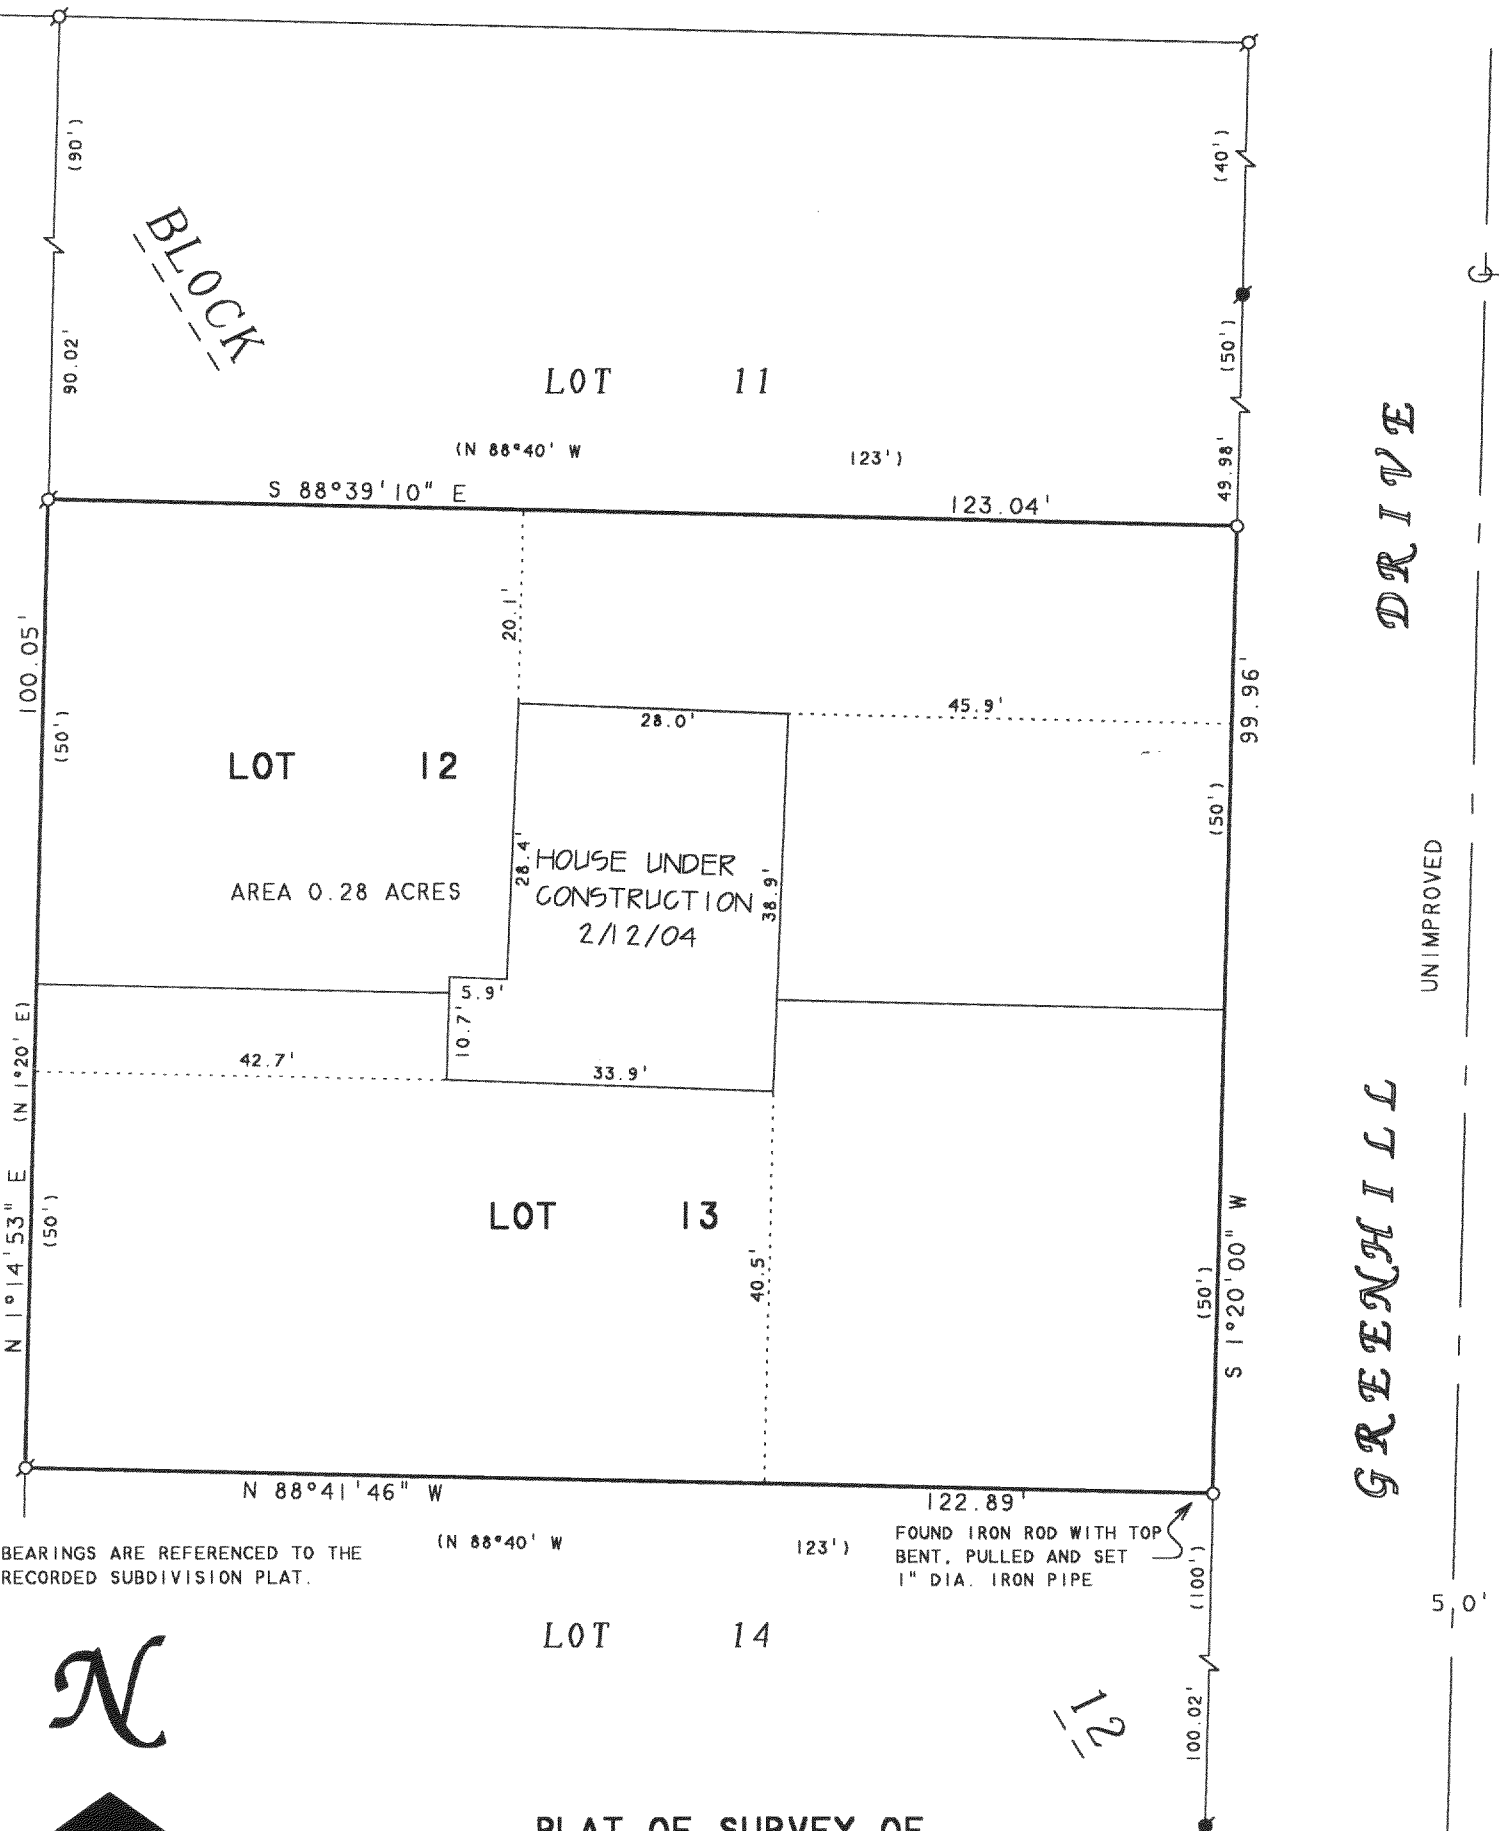 (90')
(40')
BLOCK
90.02'
(50')
LOT 11
(N 88°40' W 123')
49.98'
DRIVE
S 88°39'10" E 123.04'
100.05'
20.1'
(50')
28.0'
45.9'
99.96'
LOT 12
(50')
28.4'
HOUSE UNDER
CONSTRUCTION
2/12/04
38.9'
AREA 0.28 ACRES
UNIMPROVED
5.9'
10.7'
(N 1°20' E)
42.7'
33.9'
GREENHILL
N 1°14'53" E
(50')
LOT 13
40.5'
(50')
S 1°20'00" W
N 88°41'46" W 122.89'
(N 88°40' W 123')
FOUND IRON ROD WITH TOP
BENT, PULLED AND SET
1" DIA. IRON PIPE
BEARINGS ARE REFERENCED TO THE
RECORDED SUBDIVISION PLAT.
(100')
50'
LOT 14
N
12
100.02'
PLAT OF SURVEY OF